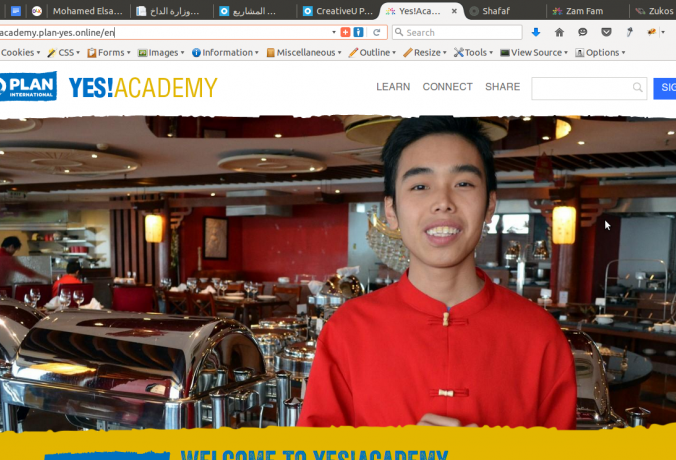 Mohamed Elsa...
وزارة الداخ...
المشاريع ...
CreativeU P...
Yes!Aca...
Shafaf
Zam Fam
Zukos
academy.plan-yes.online/en
Search
Cookies CSS Forms Images Information Miscellaneous Outline Resize Tools View Source Options
PLAN
INTERNATIONAL
YES!ACADEMY
LEARN CONNECT SHARE
SIG
WELCOME TO YES!ACADEMY